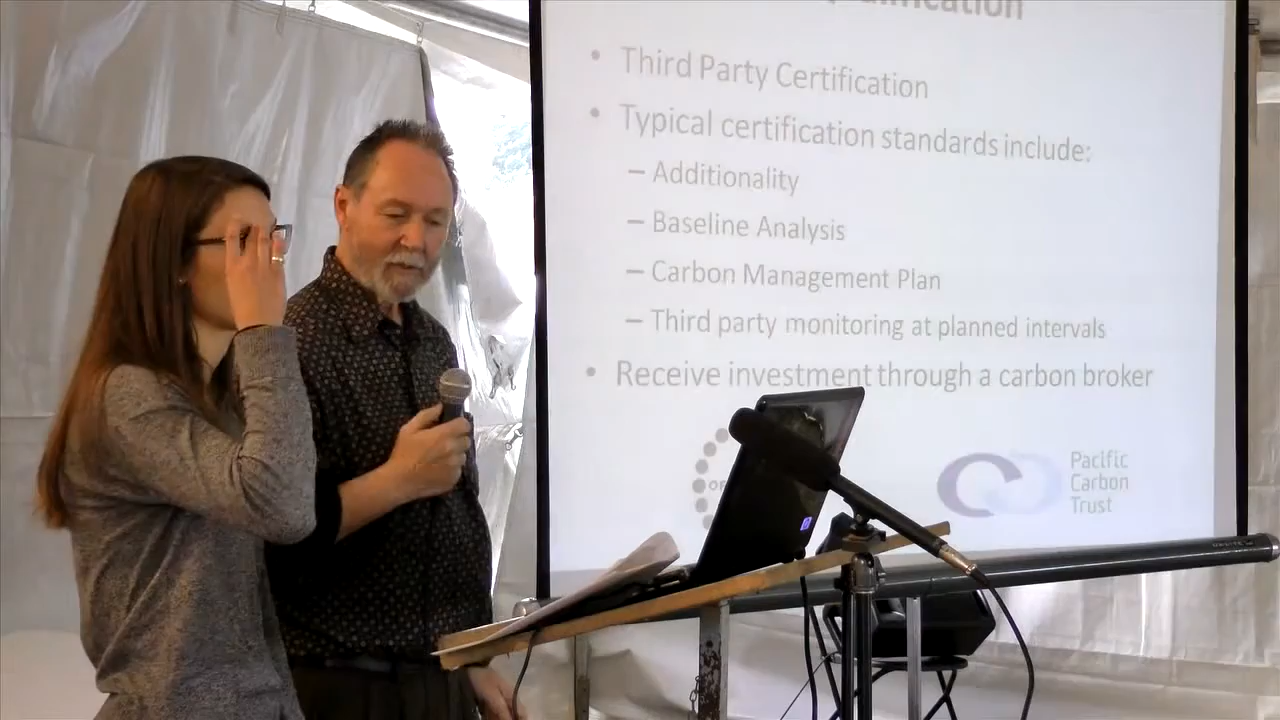 • Third Party Certification
• Typical certification standards include:
– Additionality
– Baseline Analysis
– Carbon Management Plan
– Third party monitoring at planned intervals
• Receive investment through a carbon broker
Pacific
Carbon
Trust